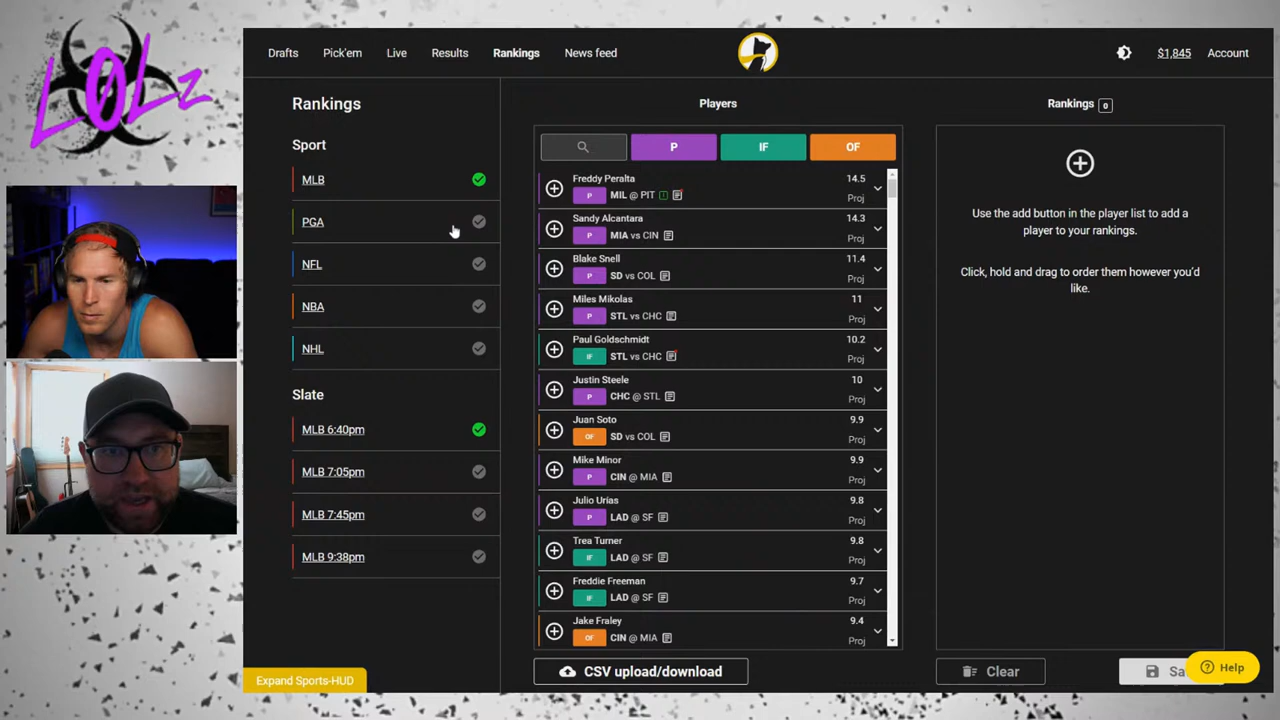 LOLz
Drafts
Pick'em
Live
Results
Rankings
News feed
$1,845
Account
Rankings
Sport
MLB
PGA
NFL
NBA
NHL
Slate
MLB 6:40pm
MLB 7:05pm
MLB 7:45pm
MLB 9:38pm
Expand Sports-HUD
Players
P
IF
OF
Freddy Peralta
14.5
P
MIL @ PIT
Proj
Sandy Alcantara
14.3
P
MIA vs CIN
Proj
Blake Snell
11.4
P
SD vs COL
Proj
Miles Mikolas
11
P
STL vs CHC
Proj
Paul Goldschmidt
10.2
IF
STL vs CHC
Proj
Justin Steele
10
P
CHC @ STL
Proj
Juan Soto
9.9
OF
SD vs COL
Proj
Mike Minor
9.9
P
CIN @ MIA
Proj
Julio Urías
9.8
P
LAD @ SF
Proj
Trea Turner
9.8
IF
LAD @ SF
Proj
Freddie Freeman
9.7
IF
LAD @ SF
Proj
Jake Fraley
9.4
OF
CIN @ MIA
Proj
CSV upload/download
Rankings 0
Use the add button in the player list to add a
player to your rankings.
Click, hold and drag to order them however you'd
like.
Clear
Sa
Help